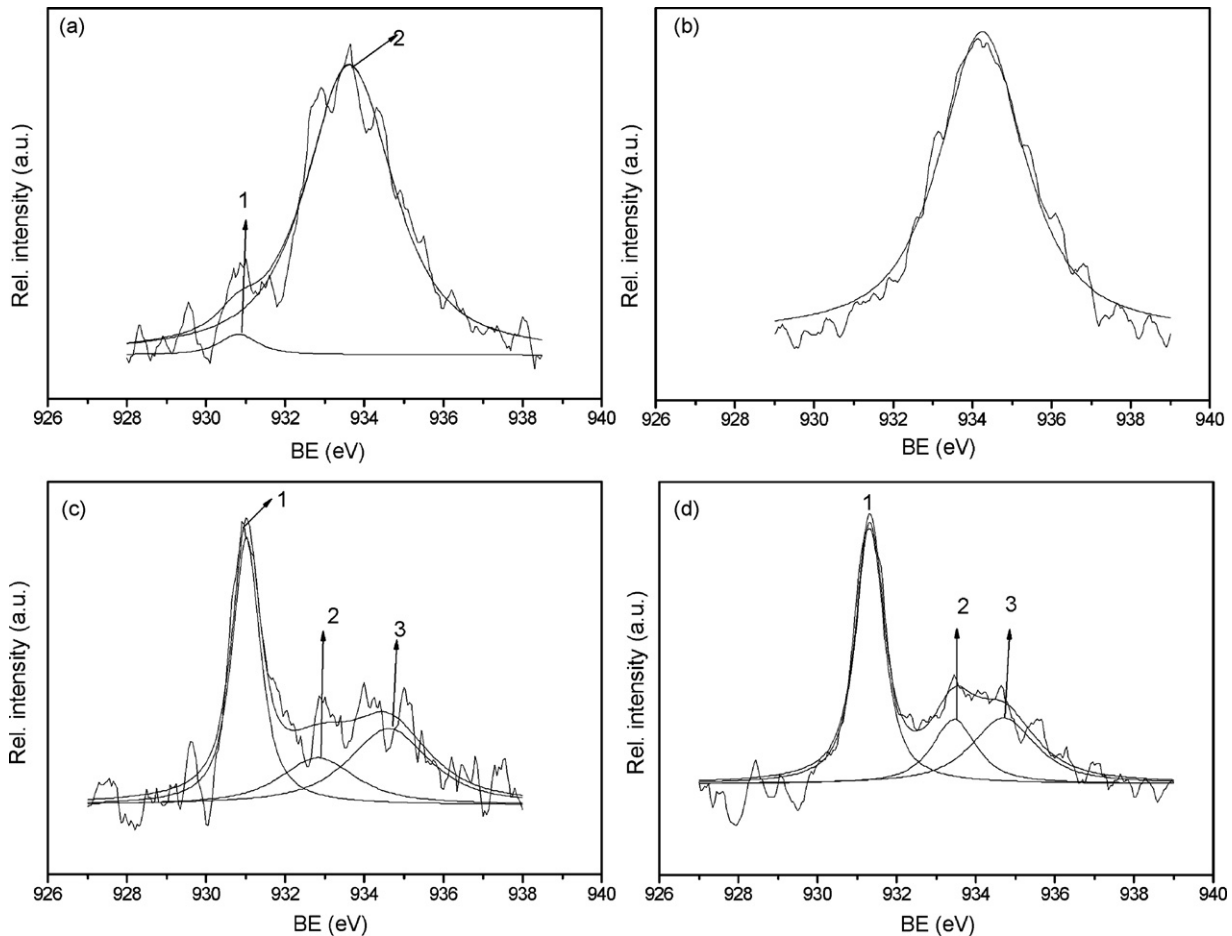 (a)
2
1
Rel. intensity (a.u.)
926 928 930 932 934 936 938 940
BE (eV)
(b)
Rel. intensity (a.u.)
926 928 930 932 934 936 938 940
BE (eV)
(c)
1
2
3
Rel. intensity (a.u.)
926 928 930 932 934 936 938 940
BE (eV)
(d)
1
2
3
Rel. intensity (a.u.)
926 928 930 932 934 936 938 940
BE (eV)